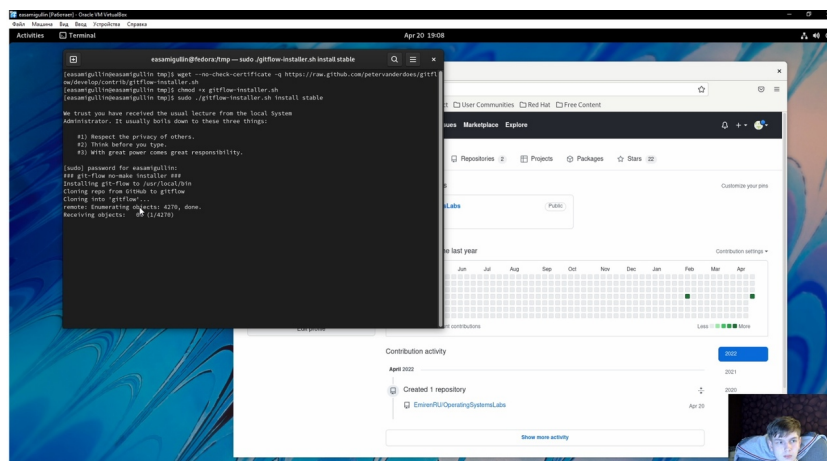 easamigullin [Работает] - Oracle VM VirtualBox
Файл Машина Вид Ввод Устройства Справка
Activities Terminal Apr 20 19:08
easamigullin@fedora:/tmp — sudo ./gitflow-installer.sh install stable
[easamigullin@easamigullin tmp]$ wget --no-check-certificate -q https://raw.github.com/petervanderdoes/gitfl
ow/develop/contrib/gitflow-installer.sh
[easamigullin@easamigullin tmp]$ chmod +x gitflow-installer.sh
[easamigullin@easamigullin tmp]$ sudo ./gitflow-installer.sh install stable
We trust you have received the usual lecture from the local System
Administrator. It usually boils down to these three things:
#1) Respect the privacy of others.
#2) Think before you type.
#3) With great power comes great responsibility.
[sudo] password for easamigullin:
### git-flow no-make installer ###
Installing git-flow to /usr/local/bin
Cloning repo from GitHub to gitflow
Cloning into 'gitflow'...
remote: Enumerating objects: 4270, done.
Receiving objects: 0% (1/4270)
User Communities Red Hat Free Content
sues Marketplace Explore
Repositories 2 Projects Packages Stars 22
Customize your pins
sLabs Public
he last year Contribution settings
Jun Jul Aug Sep Oct Nov Dec Jan Feb Mar Apr
Less More
Contribution activity
2022
2021
2020
April 2022
Created 1 repository
EmirenRU/OperatingSystemsLabs Apr 20
Show more activity